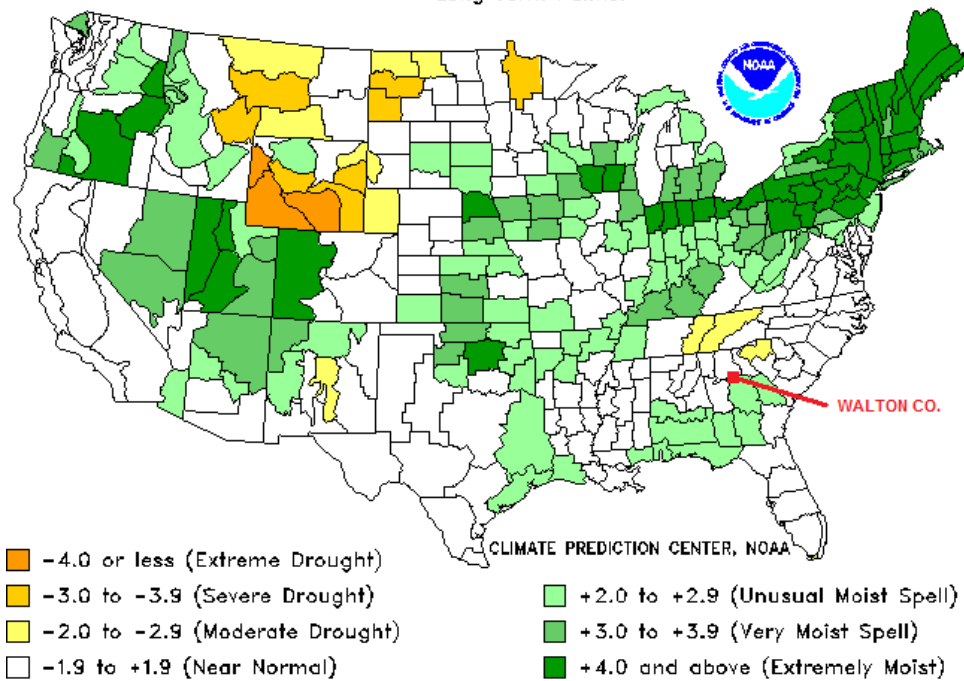 NOAA
WALTON CO.
CLIMATE PREDICTION CENTER, NOAA
-4.0 or less (Extreme Drought)
-3.0 to -3.9 (Severe Drought)
-2.0 to -2.9 (Moderate Drought)
-1.9 to +1.9 (Near Normal)
+2.0 to +2.9 (Unusual Moist Spell)
+3.0 to +3.9 (Very Moist Spell)
+4.0 and above (Extremely Moist)